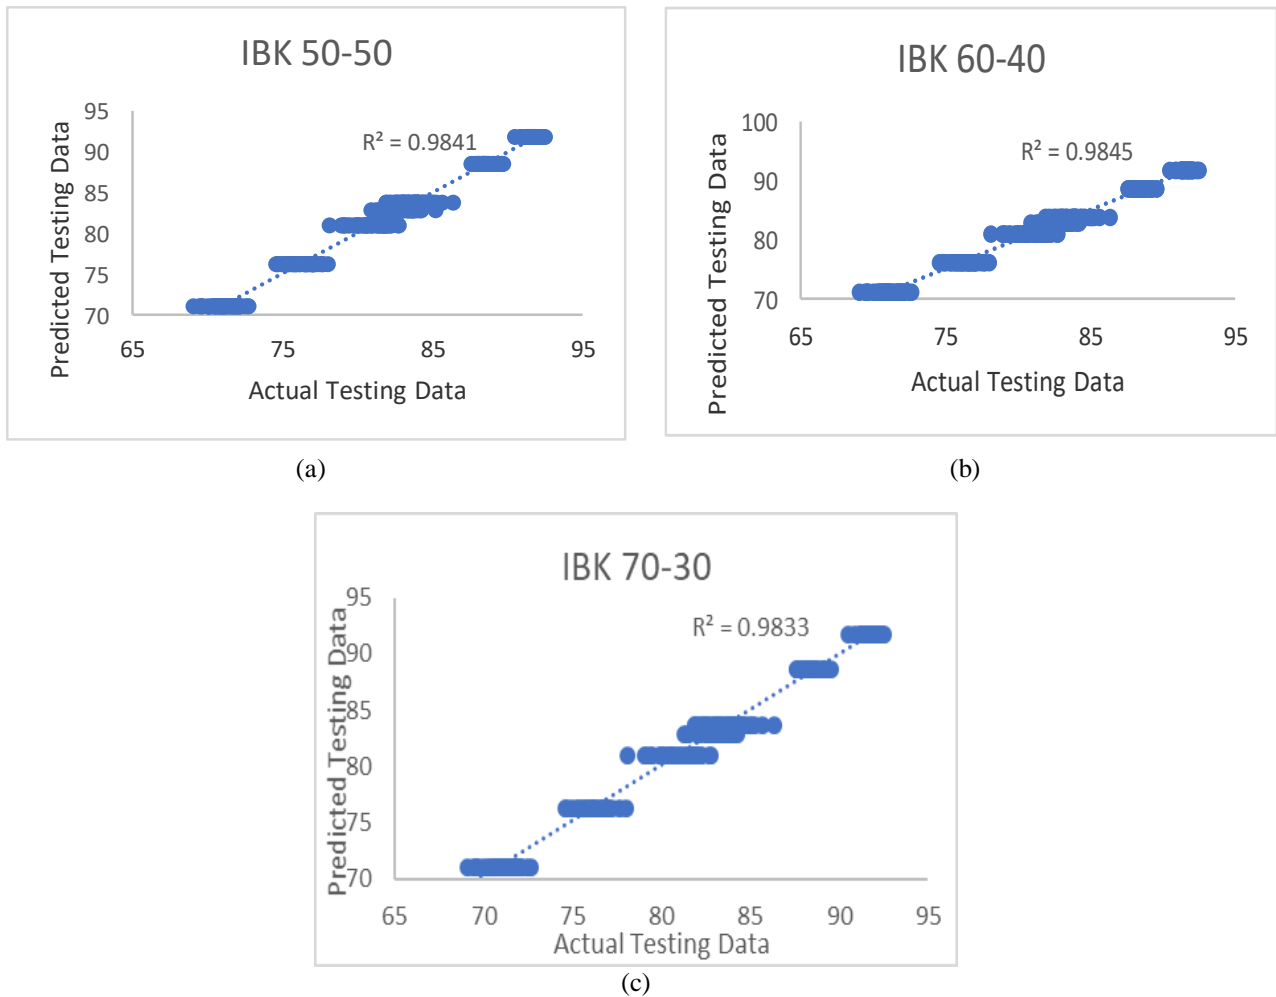 IBK 50-50
R² = 0.9841
Predicted Testing Data
95
90
85
80
75
70
65 75 85 95
Actual Testing Data
(a)
IBK 60-40
R² = 0.9845
Predicted Testing Data
100
90
80
70
65 75 85 95
Actual Testing Data
(b)
IBK 70-30
R² = 0.9833
Predicted Testing Data
95
90
85
80
75
70
65 70 75 80 85 90 95
Actual Testing Data
(c)